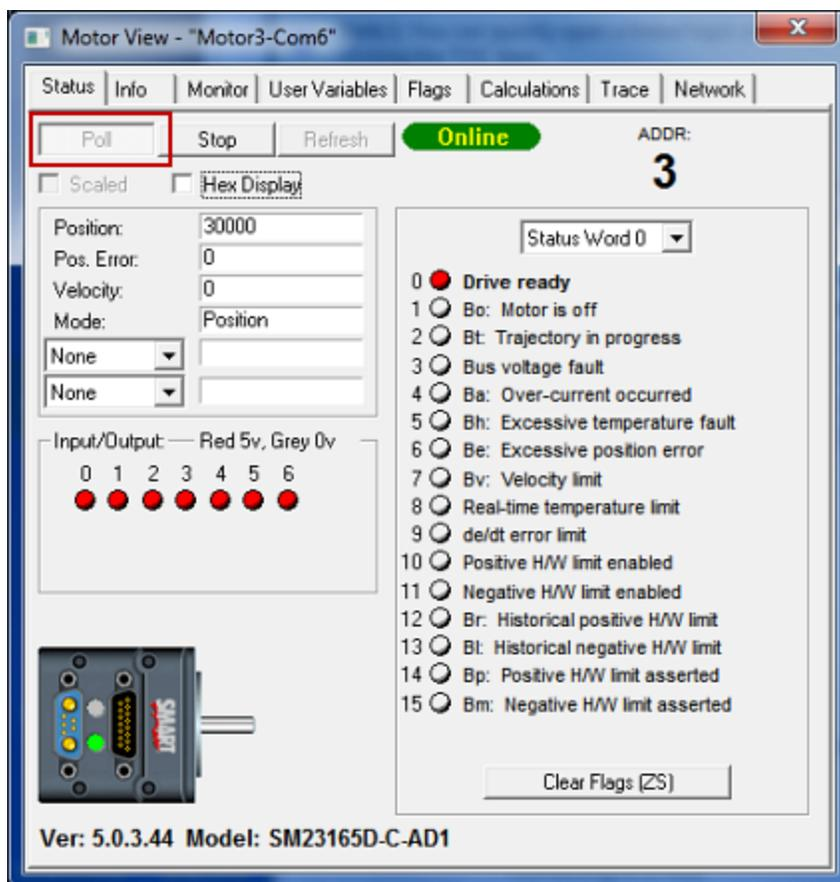 Motor View - "Motor3-Com6"
Status Info Monitor User Variables Flags Calculations Trace Network
Poll Stop Refresh Online ADDR:
3
Scaled Hex Display
Position: 30000
Pos. Error: 0
Velocity: 0
Mode: Position
None
None
Input/Output: Red 5v, Grey 0v
0 1 2 3 4 5 6
Status Word 0
0 Drive ready
1 Bo: Motor is off
2 Bt: Trajectory in progress
3 Bus voltage fault
4 Ba: Over-current occurred
5 Bh: Excessive temperature fault
6 Be: Excessive position error
7 Bv: Velocity limit
8 Real-time temperature limit
9 de/dt error limit
10 Positive H/W limit enabled
11 Negative H/W limit enabled
12 Br: Historical positive H/W limit
13 Bl: Historical negative H/W limit
14 Bp: Positive H/W limit asserted
15 Bm: Negative H/W limit asserted
Clear Flags (ZS)
SMART
Ver: 5.0.3.44 Model: SM23165D-C-AD1